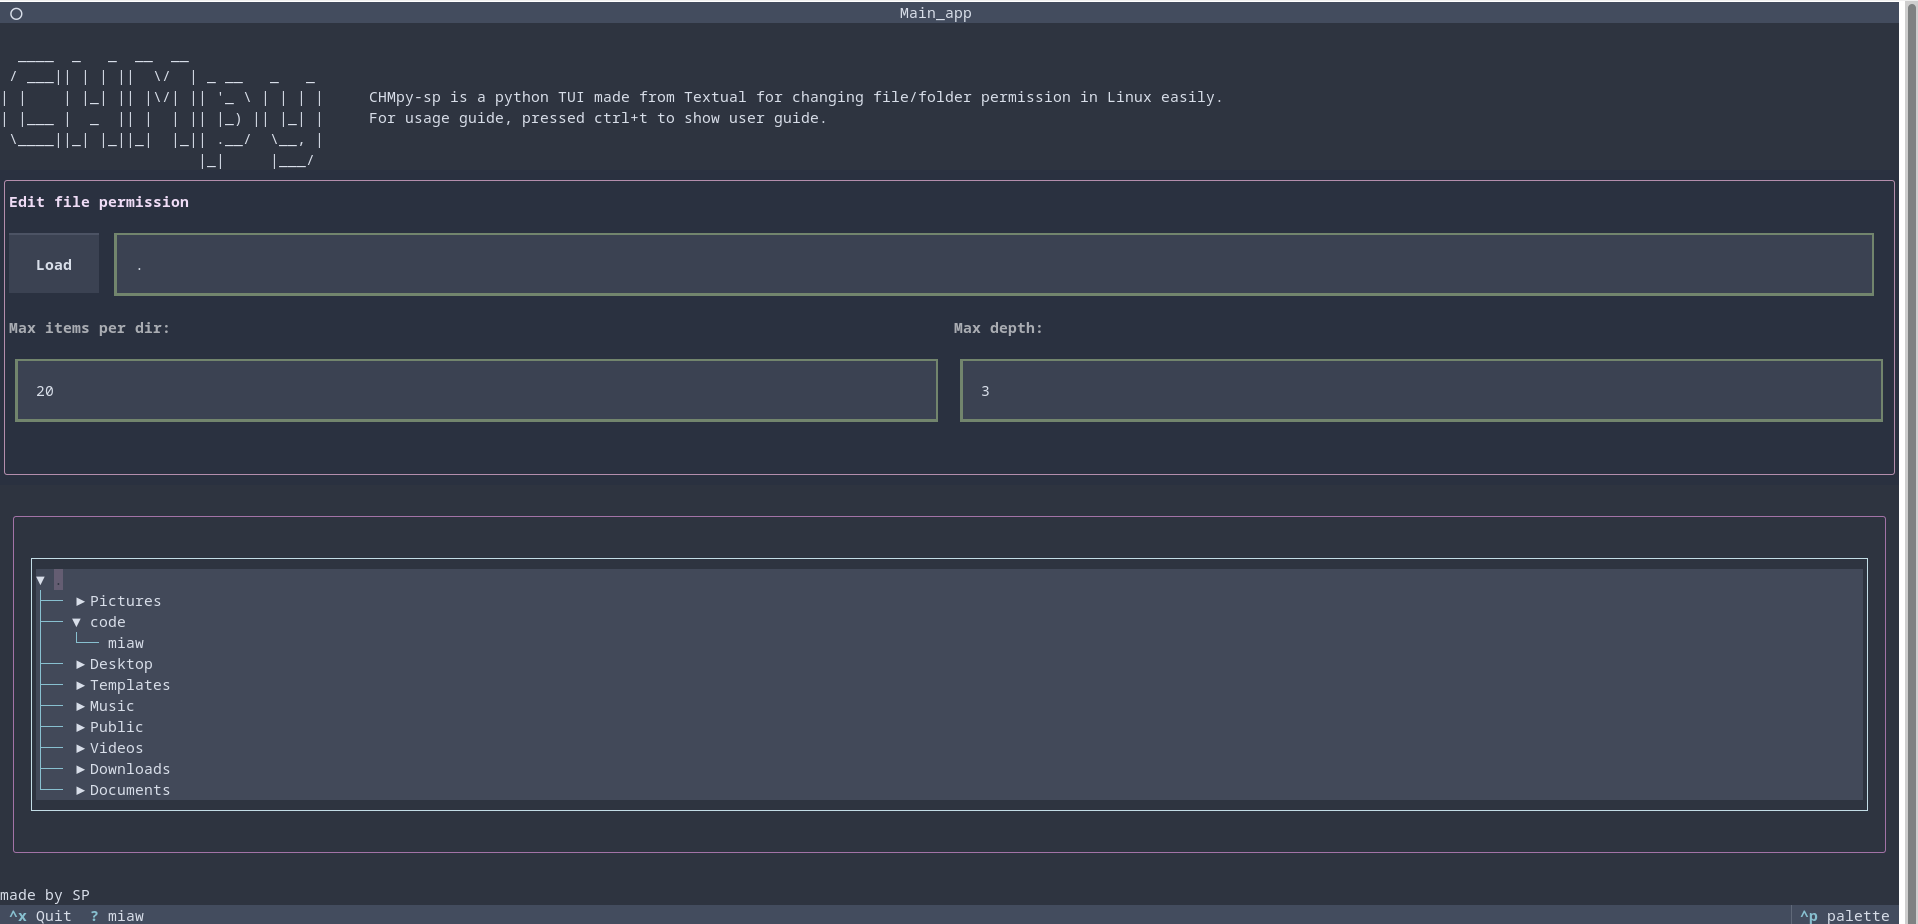 Main_app
CHMpy
CHMpy-sp is a python TUI made from Textual for changing file/folder permission in Linux easily.
For usage guide, pressed ctrl+t to show user guide.
Edit file permission
Load
.
Max items per dir:
Max depth:
20
3
▼ .
▶ Pictures
▼ code
miaw
▶ Desktop
▶ Templates
▶ Music
▶ Public
▶ Videos
▶ Downloads
▶ Documents
made by SP
^x Quit ? miaw
^p palette